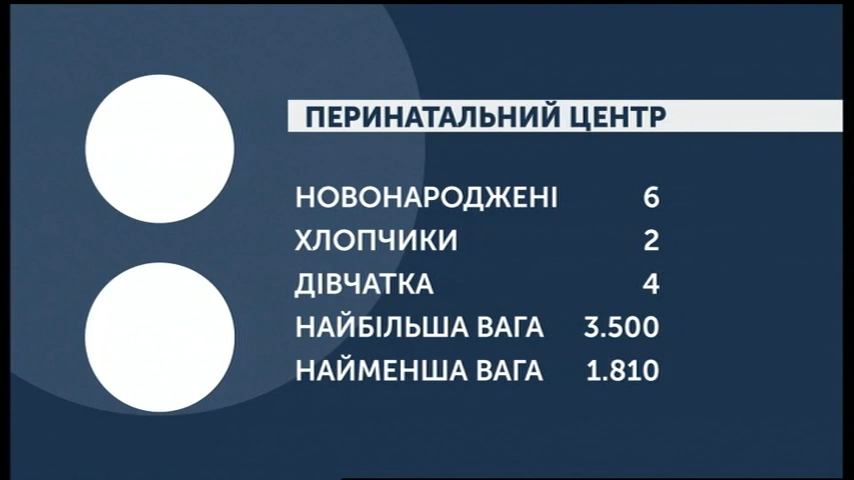 ПЕРИНАТАЛЬНИЙ ЦЕНТР
НОВОНАРОДЖЕНІ 6
ХЛОПЧИКИ 2
ДІВЧАТКА 4
НАЙБІЛЬША ВАГА 3.500
НАЙМЕНША ВАГА 1.810